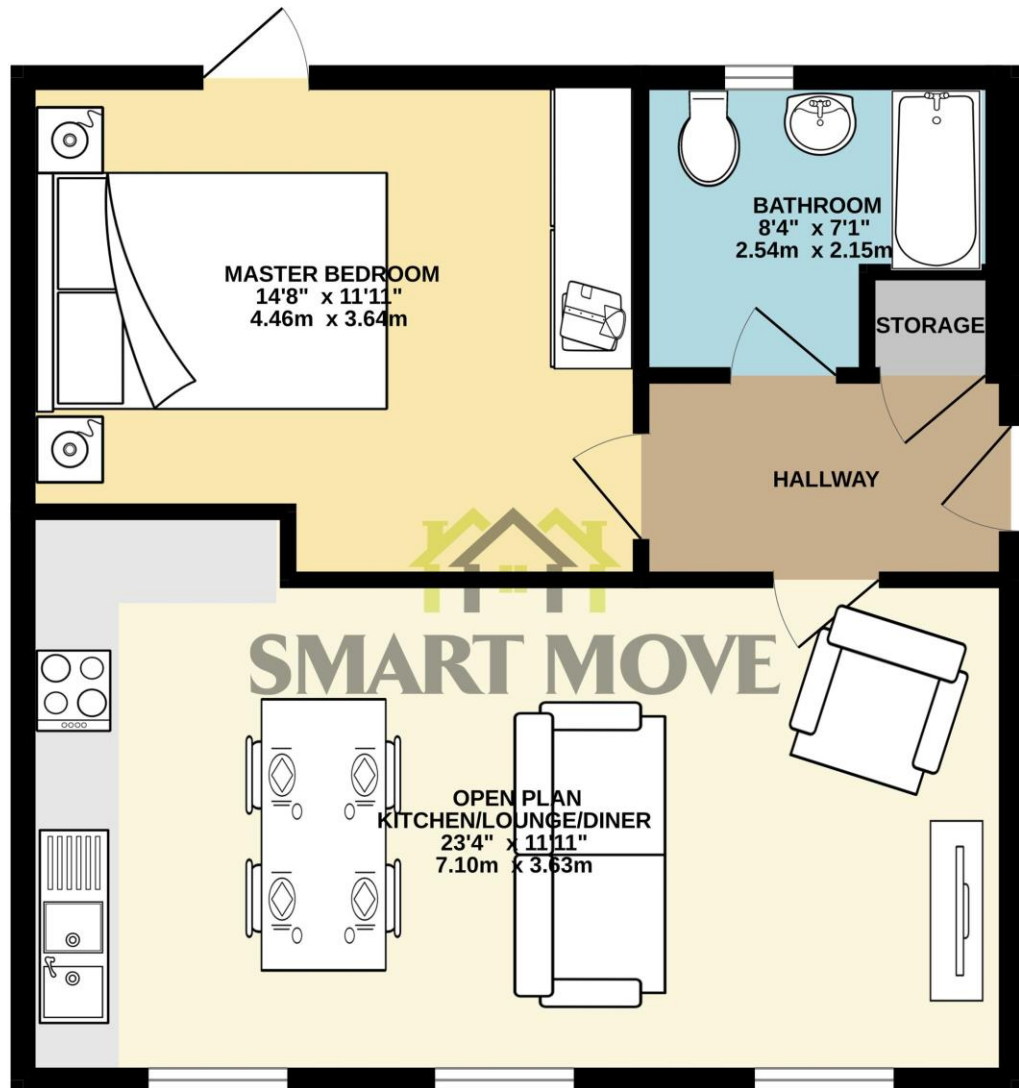 MASTER BEDROOM
14'8" x 11'11"
4.46m x 3.64m
BATHROOM
8'4" x 7'1"
2.54m x 2.15m
STORAGE
HALLWAY
SMART MOVE
OPEN PLAN
KITCHEN/LOUNGE/DINER
23'4" x 11'11"
7.10m x 3.63m